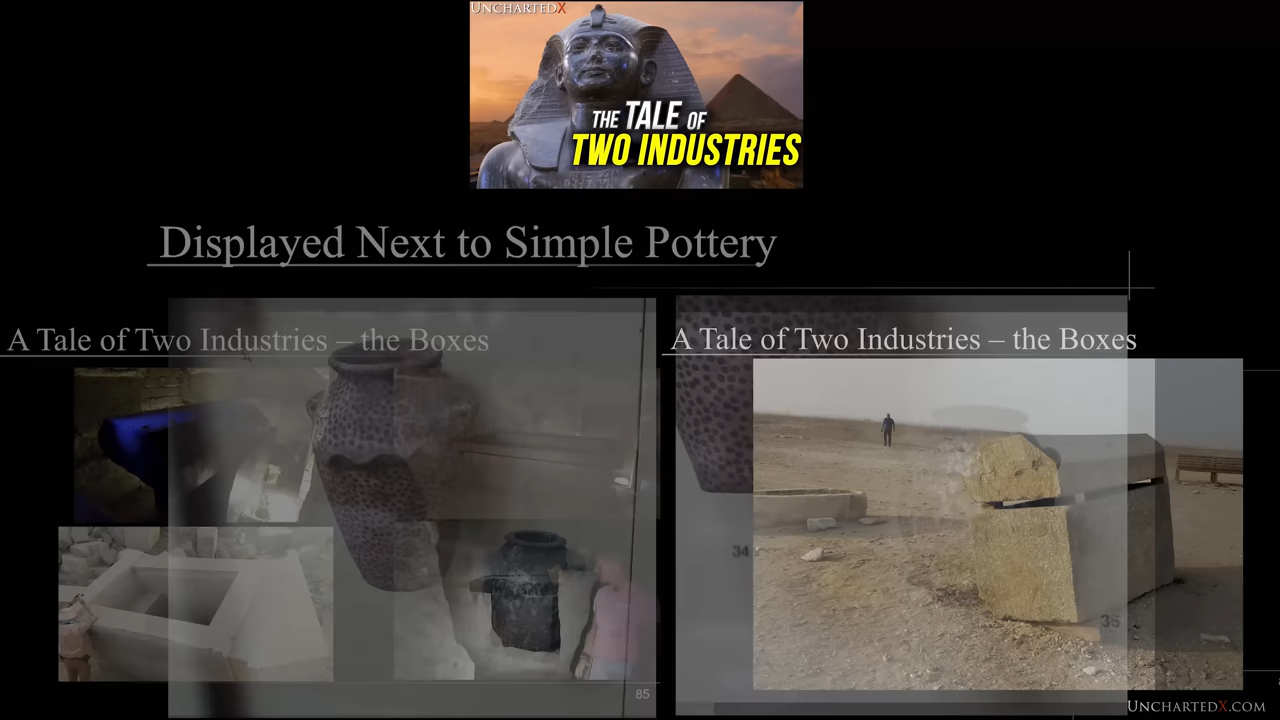 UNCHARTEDX
THE TALE OF
TWO INDUSTRIES
Displayed Next to Simple Pottery
A Tale of Two Industries – the Boxes
A Tale of Two Industries – the Boxes
34
35
85
UNCHARTEDX.COM